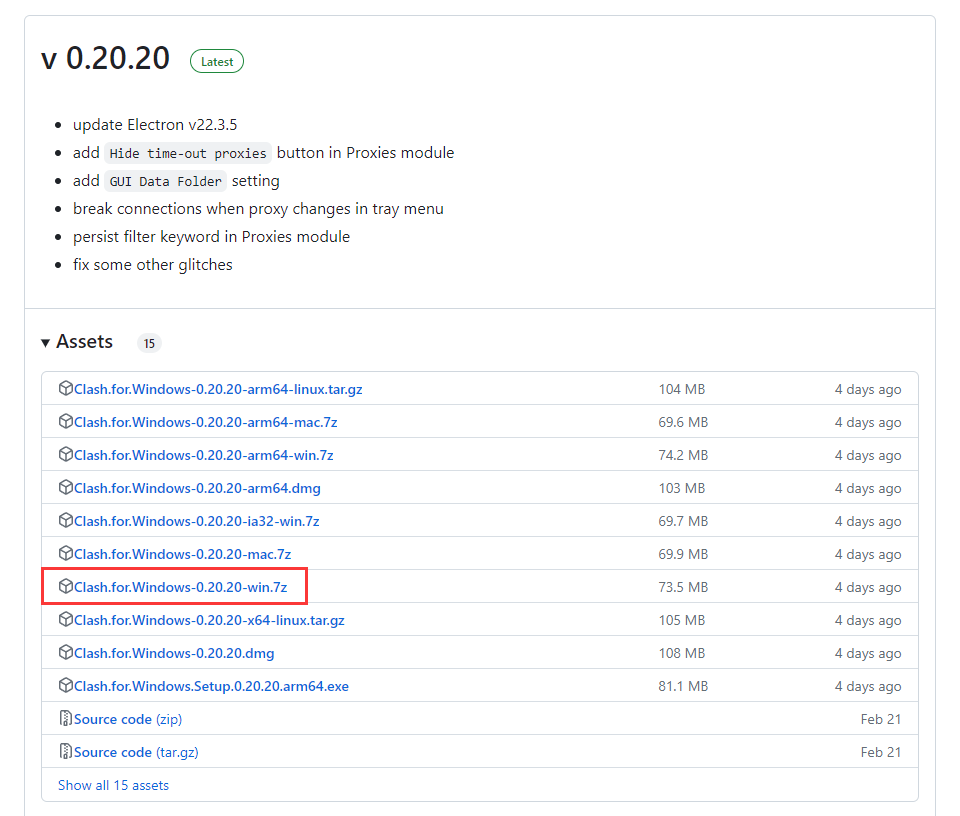 v 0.20.20 Latest
update Electron v22.3.5
add Hide time-out proxies button in Proxies module
add GUI Data Folder setting
break connections when proxy changes in tray menu
persist filter keyword in Proxies module
fix some other glitches
Assets 15
Clash.for.Windows-0.20.20-arm64-linux.tar.gz 104 MB 4 days ago
Clash.for.Windows-0.20.20-arm64-mac.7z 69.6 MB 4 days ago
Clash.for.Windows-0.20.20-arm64-win.7z 74.2 MB 4 days ago
Clash.for.Windows-0.20.20-arm64.dmg 103 MB 4 days ago
Clash.for.Windows-0.20.20-ia32-win.7z 69.7 MB 4 days ago
Clash.for.Windows-0.20.20-mac.7z 69.9 MB 4 days ago
Clash.for.Windows-0.20.20-win.7z 73.5 MB 4 days ago
Clash.for.Windows-0.20.20-x64-linux.tar.gz 105 MB 4 days ago
Clash.for.Windows-0.20.20.dmg 108 MB 4 days ago
Clash.for.Windows.Setup.0.20.20.arm64.exe 81.1 MB 4 days ago
Source code (zip) Feb 21
Source code (tar.gz) Feb 21
Show all 15 assets